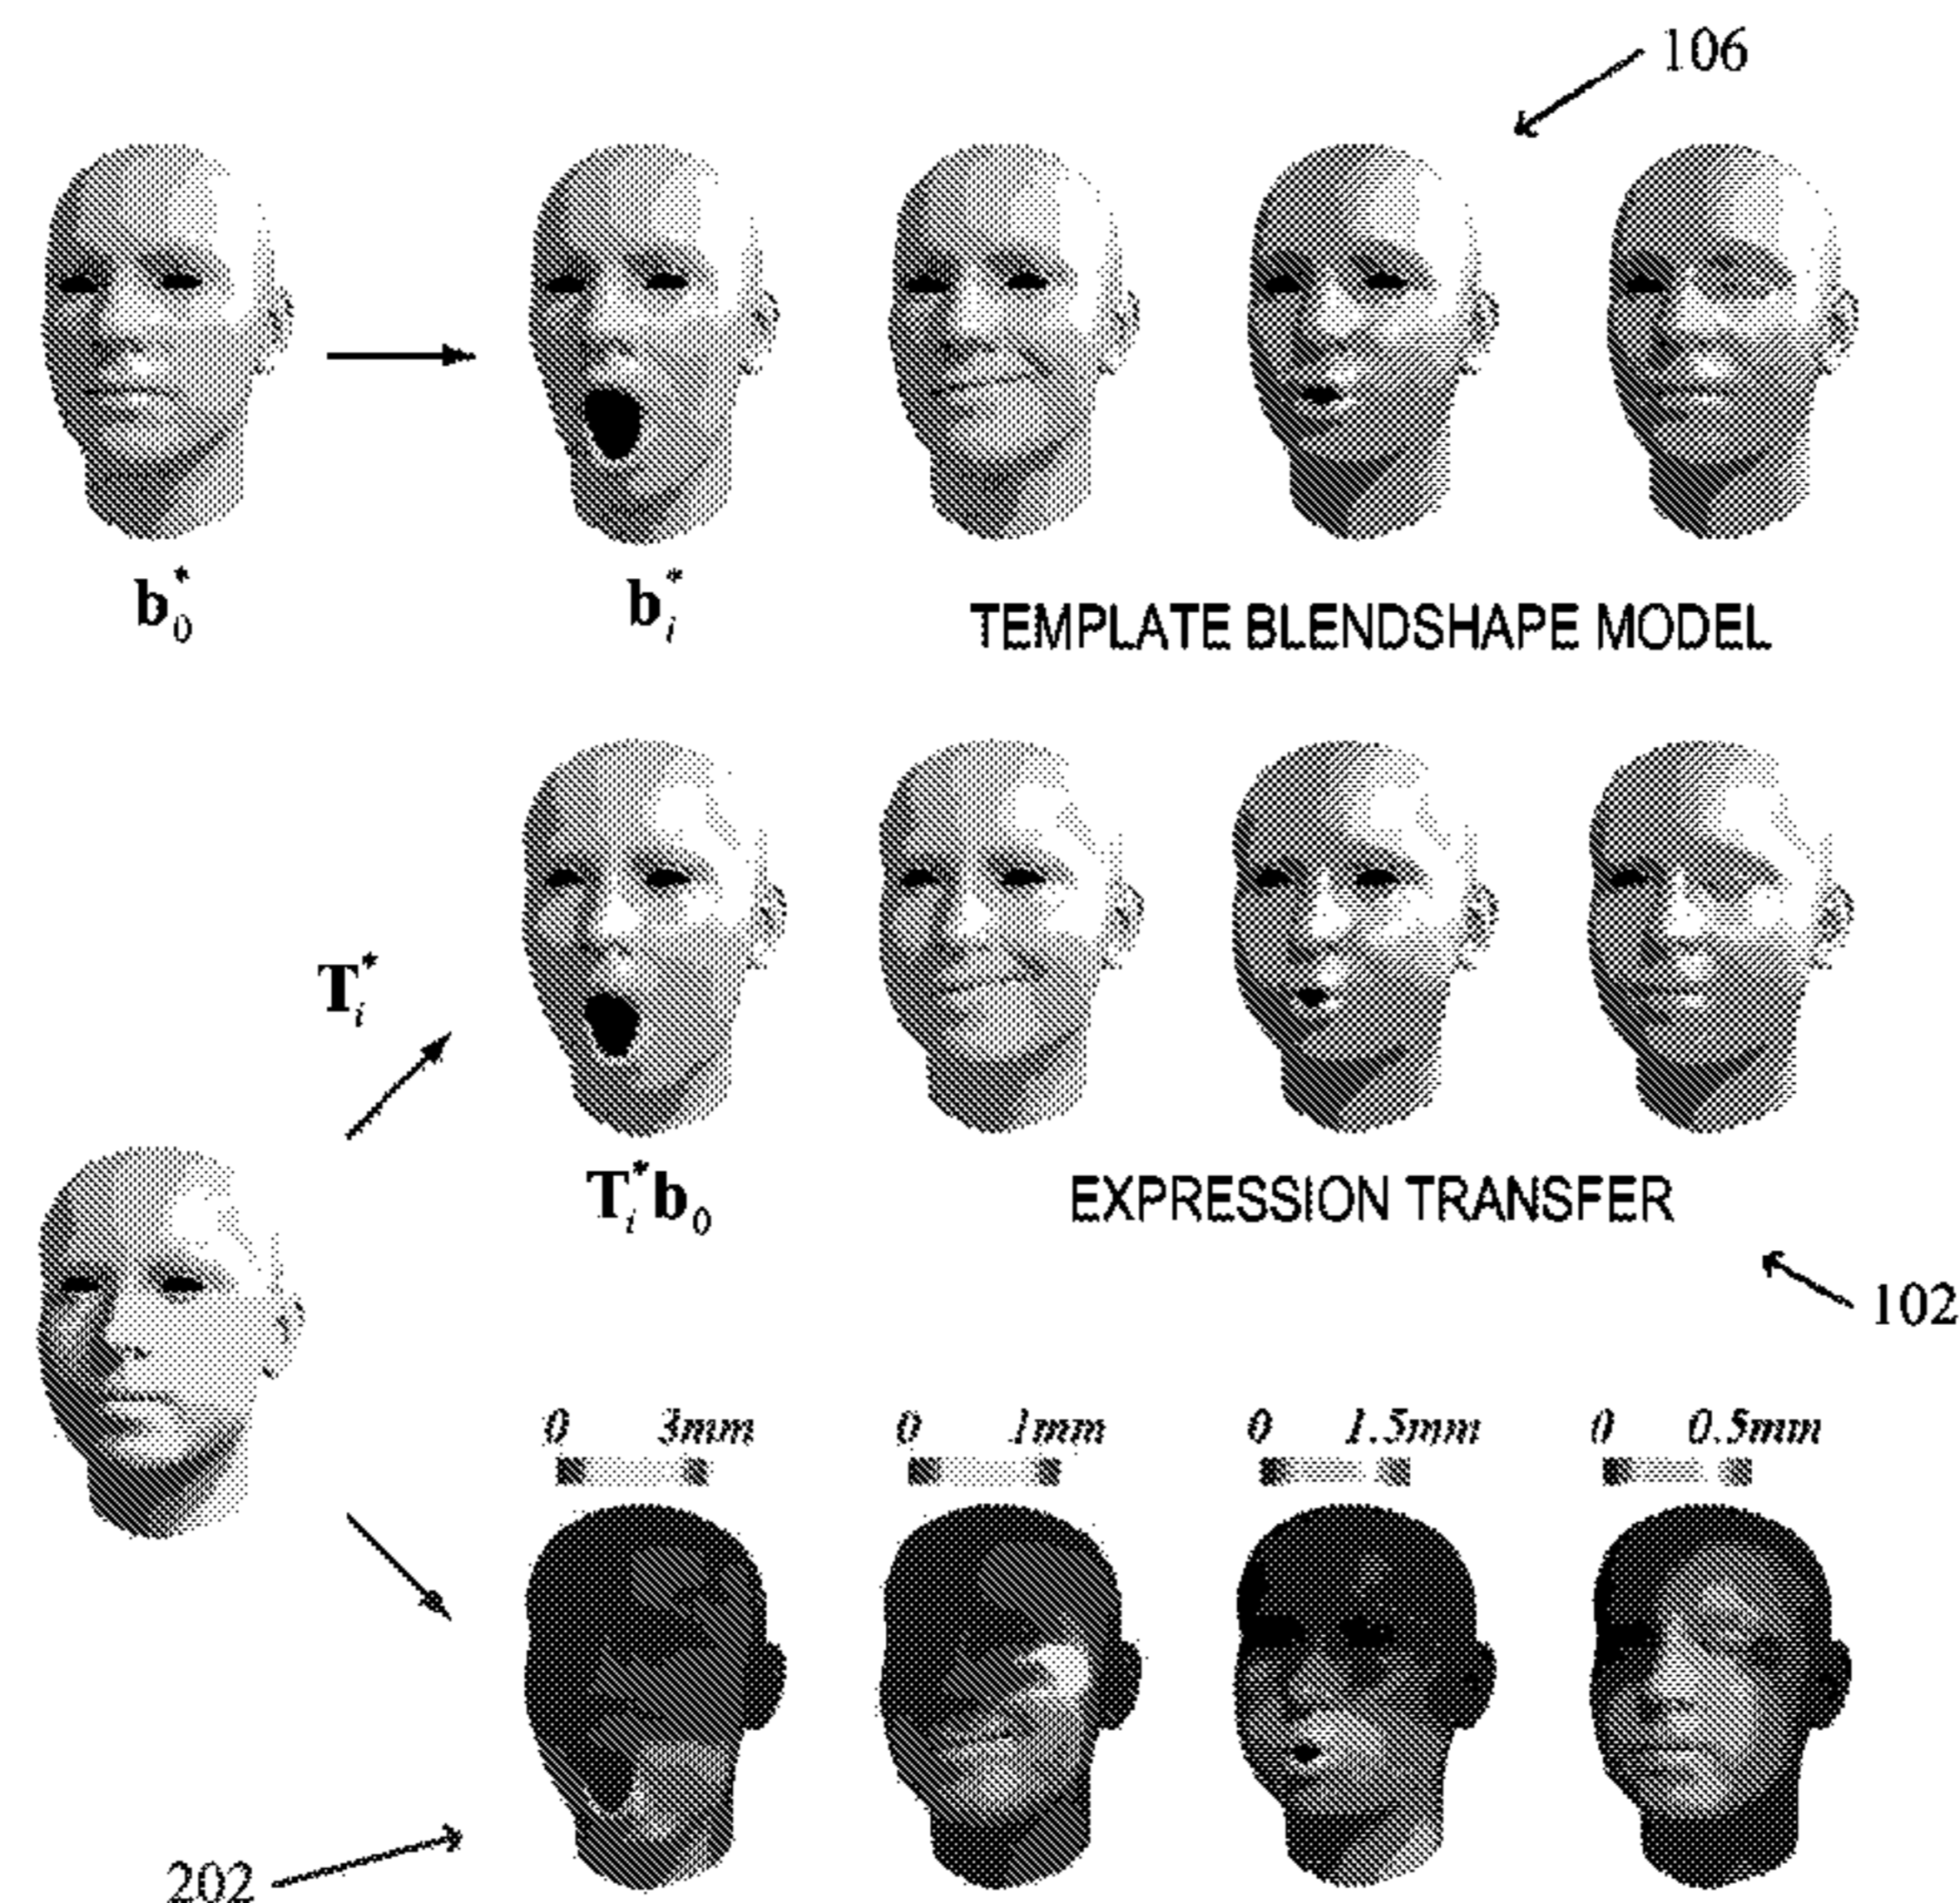 106
b*0
b*i
TEMPLATE BLENDSHAPE MODEL
T*i
T*i b0
EXPRESSION TRANSFER
102
0 3mm
0 1mm
0 1.5mm
0 0.5mm
202